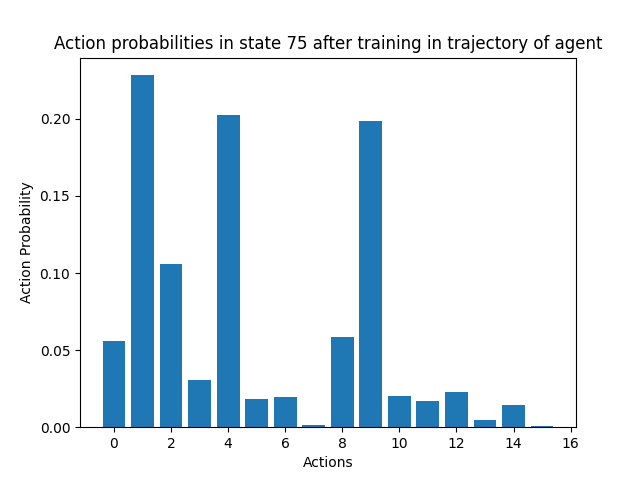 Action probabilities in state 75 after training in trajectory of agent
0.20
0.15
0.10
0.05
0.00
Action Probability
0 2 4 6 8 10 12 14 16
Actions